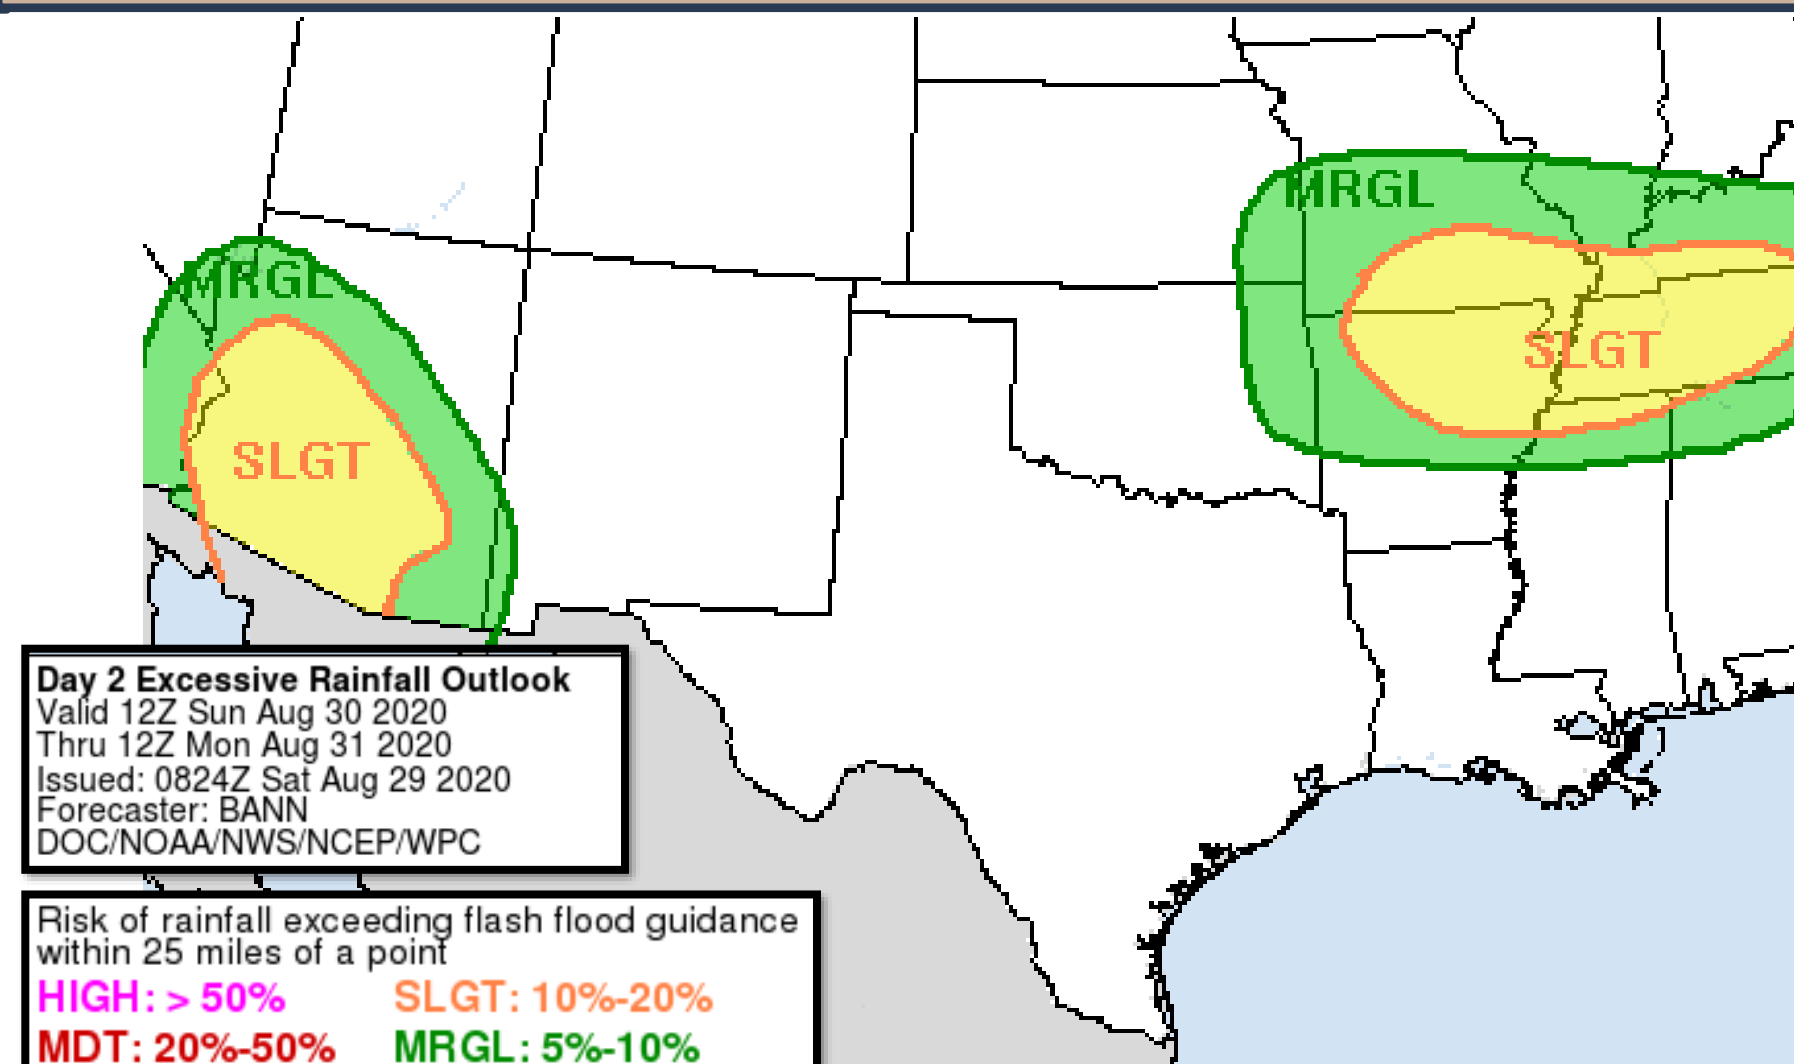 MRGL
MRGL
SLGT
SLGT
Day 2 Excessive Rainfall Outlook
Valid 12Z Sun Aug 30 2020
Thru 12Z Mon Aug 31 2020
Issued: 0824Z Sat Aug 29 2020
Forecaster: BANN
DOC/NOAA/NWS/NCEP/WPC
Risk of rainfall exceeding flash flood guidance
within 25 miles of a point
HIGH: > 50% SLGT: 10%-20%
MDT: 20%-50% MRGL: 5%-10%